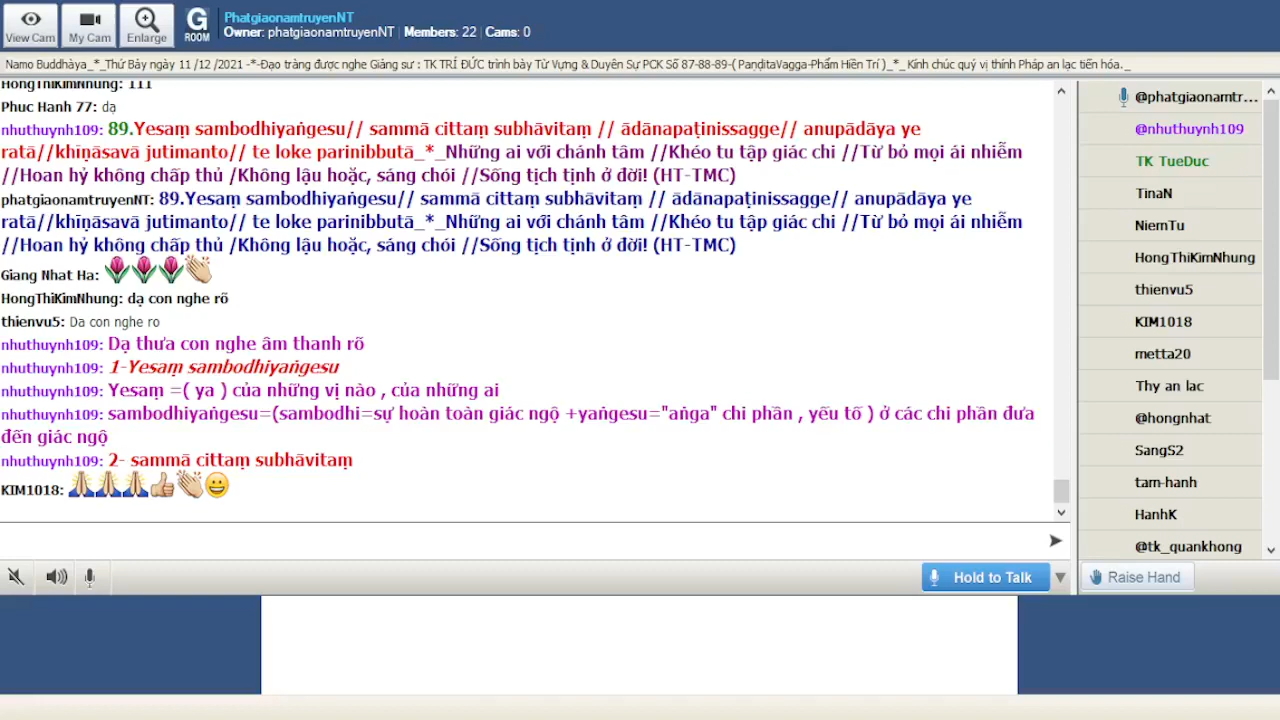 View Cam
My Cam
Enlarge
G
ROOM
PhatgiaonamtruyenNT
Owner: phatgiaonamtruyenNT | Members: 22 | Cams: 0
Namo Buddhàya_*_Thứ Bảy ngày 11 /12 /2021 -*-Đạo tràng được nghe Giảng sư : TK TRÍ ĐỨC trình bày Từ Vựng & Duyên Sự PCK Số 87-88-89-( PaṇḍitaVagga-Phẩm Hiền Trí )_*_ Kính chúc quý vị thính Pháp an lạc tiến hóa._
HongThiKimNhung: 111
Phuc Hanh 77: dạ
nhuthuynh109: 89.Yesaṃ sambodhiyaṅgesu// sammā cittaṃ subhāvitaṃ // ādānapaṭinissagge// anupādāya ye
ratā//khīṇāsavā jutimanto// te loke parinibbutā_*_Những ai với chánh tâm //Khéo tu tập giác chi //Từ bỏ mọi ái nhiễm
//Hoan hỷ không chấp thủ /Không lậu hoặc, sáng chói //Sống tịch tịnh ở đời! (HT-TMC)
phatgiaonamtruyenNT: 89.Yesaṃ sambodhiyaṅgesu// sammā cittaṃ subhāvitaṃ // ādānapaṭinissagge// anupādāya ye
ratā//khīṇāsavā jutimanto// te loke parinibbutā_*_Những ai với chánh tâm //Khéo tu tập giác chi //Từ bỏ mọi ái nhiễm
//Hoan hỷ không chấp thủ /Không lậu hoặc, sáng chói //Sống tịch tịnh ở đời! (HT-TMC)
Giang Nhat Ha: 🌷🌷🌷👏
HongThiKimNhung: dạ con nghe rõ
thienvu5: Da con nghe ro
nhuthuynh109: Dạ thưa con nghe âm thanh rõ
nhuthuynh109: 1-Yesaṃ sambodhiyaṅgesu
nhuthuynh109: Yesaṃ =( ya ) của những vị nào , của những ai
nhuthuynh109: sambodhiyaṅgesu=(sambodhi=sự hoàn toàn giác ngộ +yaṅgesu="aṅga" chi phần , yếu tố ) ở các chi phần đưa
đến giác ngộ
nhuthuynh109: 2- sammā cittaṃ subhāvitaṃ
KIM1018: 🙏🙏🙏👍👏😀
@phatgiaonamtr...
@nhuthuynh109
TK TueDuc
TinaN
NiemTu
HongThiKimNhung
thienvu5
KIM1018
metta20
Thy an lac
@hongnhat
SangS2
tam-hanh
HanhK
@tk_quankhong
Hold to Talk
Raise Hand